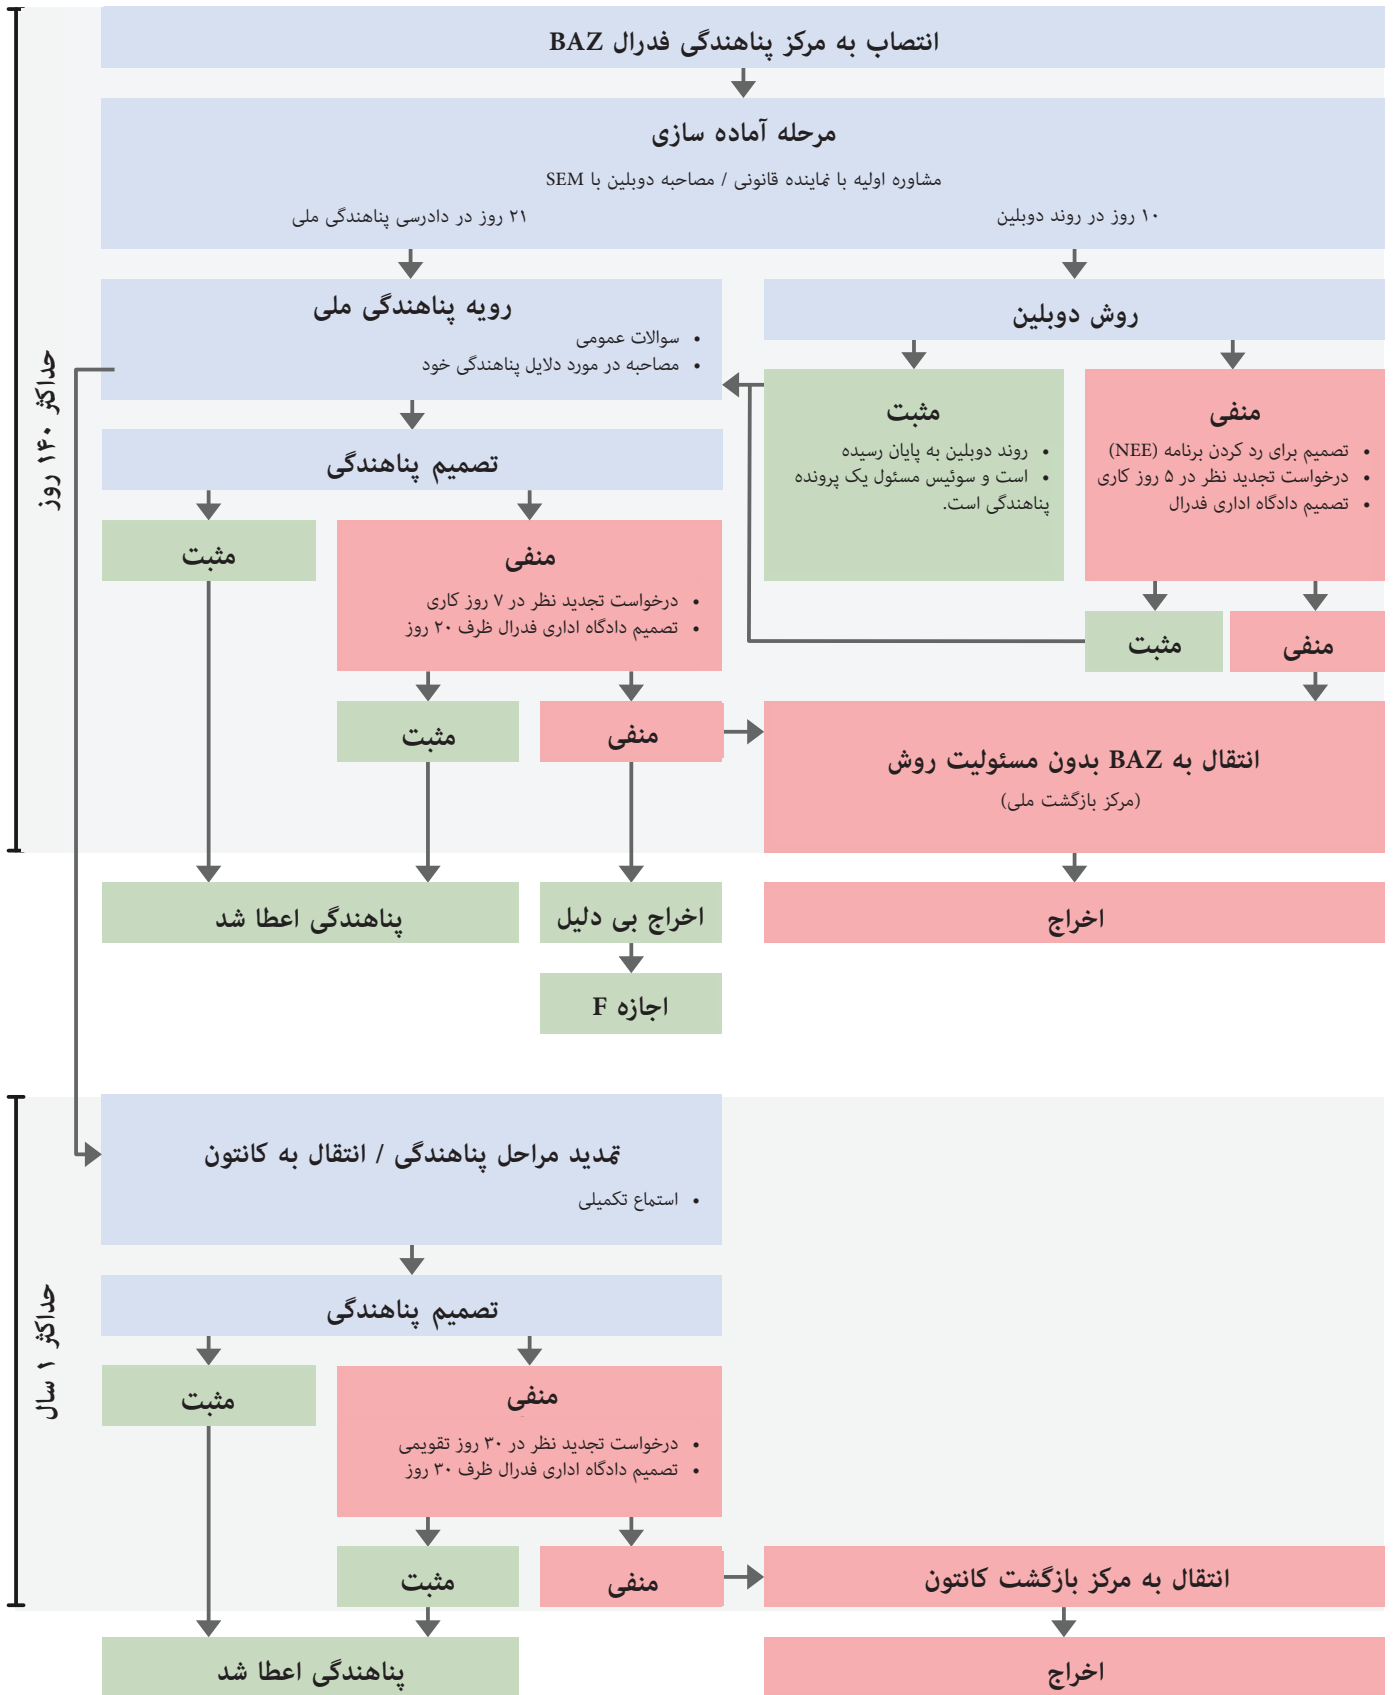 انتصاب به مرکز پناهندگی فدرال BAZ
مرحله آماده سازی
مشاوره اولیه با نماینده قانونی / مصاحبه دوبلین با SEM
۱۰ روز در روند دوبلین
۲۱ روز در دادرسی پناهندگی ملی
حداکثر ۱۴۰ روز
روش دوبلین
منفی
• تصمیم برای رد کردن برنامه (NEE)
• درخواست تجدید نظر در ۵ روز کاری
• تصمیم دادگاه اداری فدرال
مثبت
• روند دوبلین به پایان رسیده
• است و سوئیس مسئول یک پرونده
پناهندگی است.
منفی
مثبت
رویه پناهندگی ملی
• سوالات عمومی
• مصاحبه در مورد دلایل پناهندگی خود
تصمیم پناهندگی
منفی
• درخواست تجدید نظر در ۷ روز کاری
• تصمیم دادگاه اداری فدرال ظرف ۲۰ روز
مثبت
منفی
مثبت
انتقال به BAZ بدون مسئولیت روش
(مرکز بازگشت ملی)
اخراج
اخراج بی دلیل
پناهندگی اعطا شد
اجازه F
حداکثر ۱ سال
تمدید مراحل پناهندگی / انتقال به کانتون
• استماع تکمیلی
تصمیم پناهندگی
منفی
• درخواست تجدید نظر در ۳۰ روز تقویمی
• تصمیم دادگاه اداری فدرال ظرف ۳۰ روز
مثبت
انتقال به مرکز بازگشت کانتون
منفی
مثبت
اخراج
پناهندگی اعطا شد